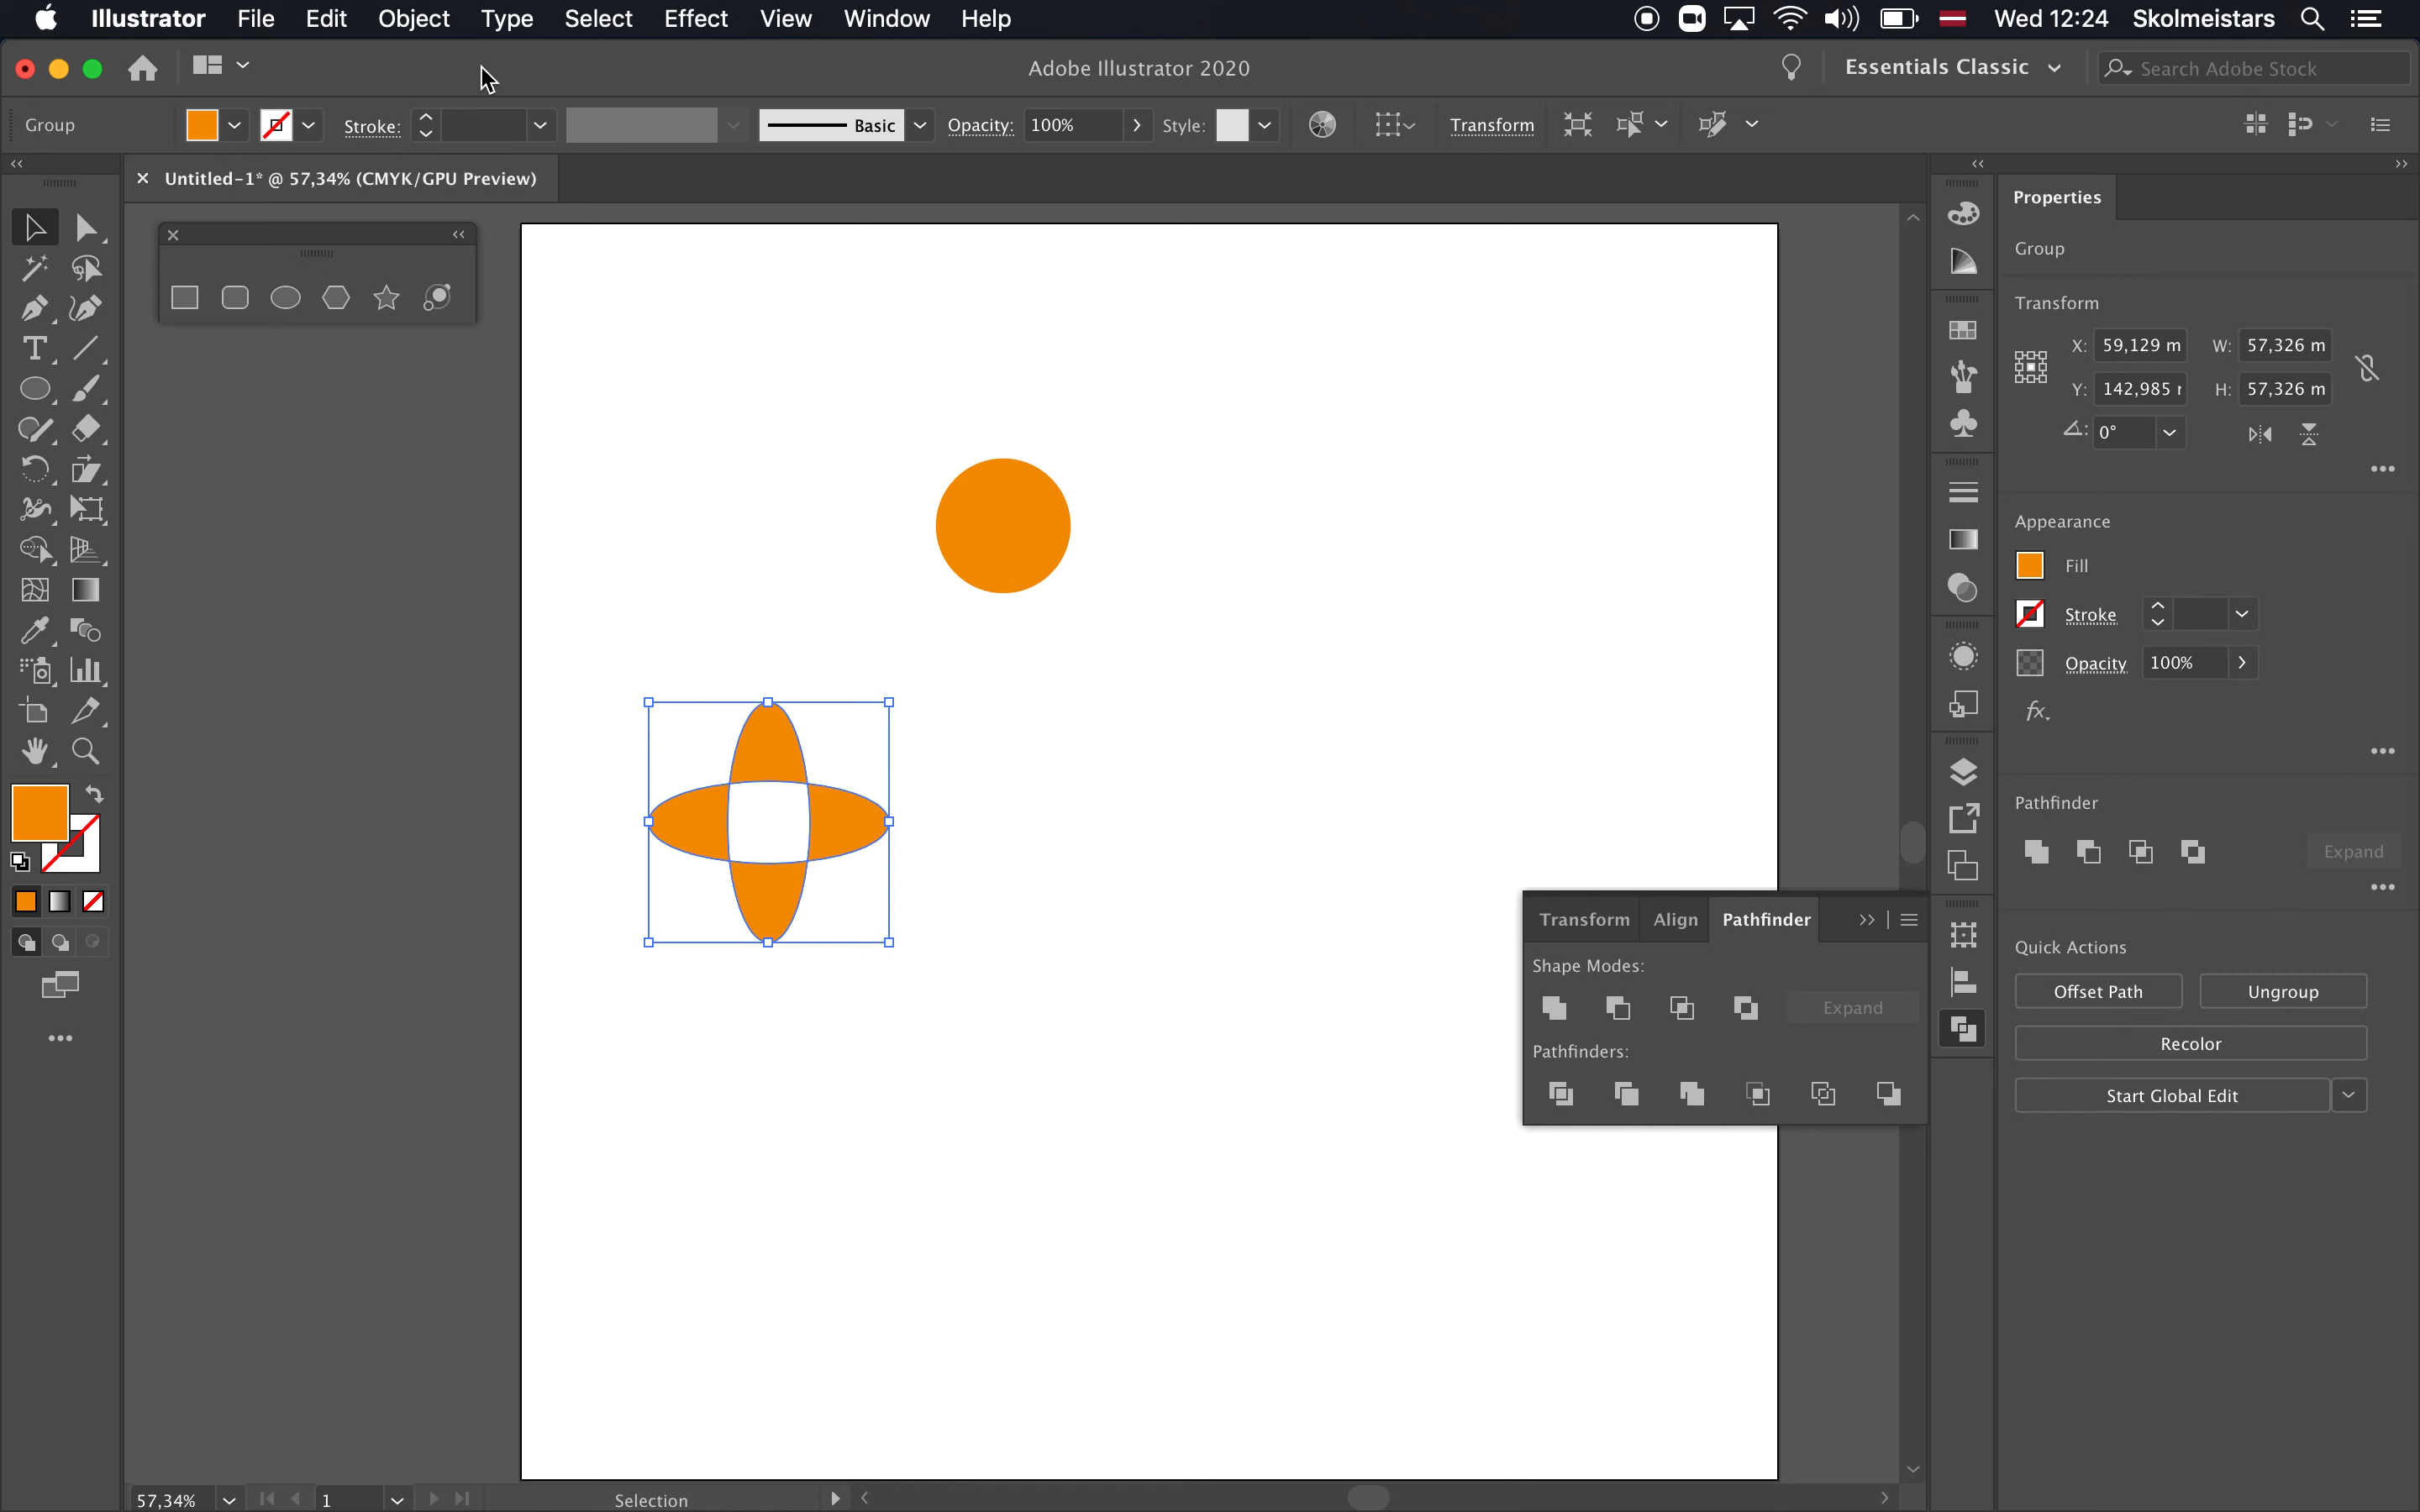 Illustrator File Edit Object Type Select Effect View Window Help Wed 12:24 Skolmeistars
Adobe Illustrator 2020 Essentials Classic Search Adobe Stock
Group Stroke: Basic Opacity: 100% Style: Transform
Untitled-1* @ 57,34% (CMYK/GPU Preview)
Properties
Group
Transform
X: 59,129 m W: 57,326 m
Y: 142,985 H: 57,326 m
0°
Appearance
Fill
Stroke
Opacity 100%
fx
Pathfinder
Expand
Transform Align Pathfinder
Shape Modes:
Expand
Pathfinders:
Quick Actions
Offset Path Ungroup
Recolor
Start Global Edit
57,34% 1 Selection